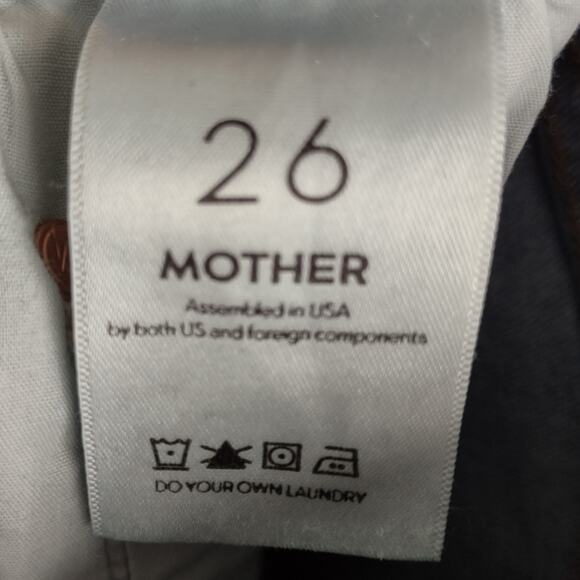 26
MOTHER
Assembled in USA
by both US and foreign components
DO YOUR OWN LAUNDRY